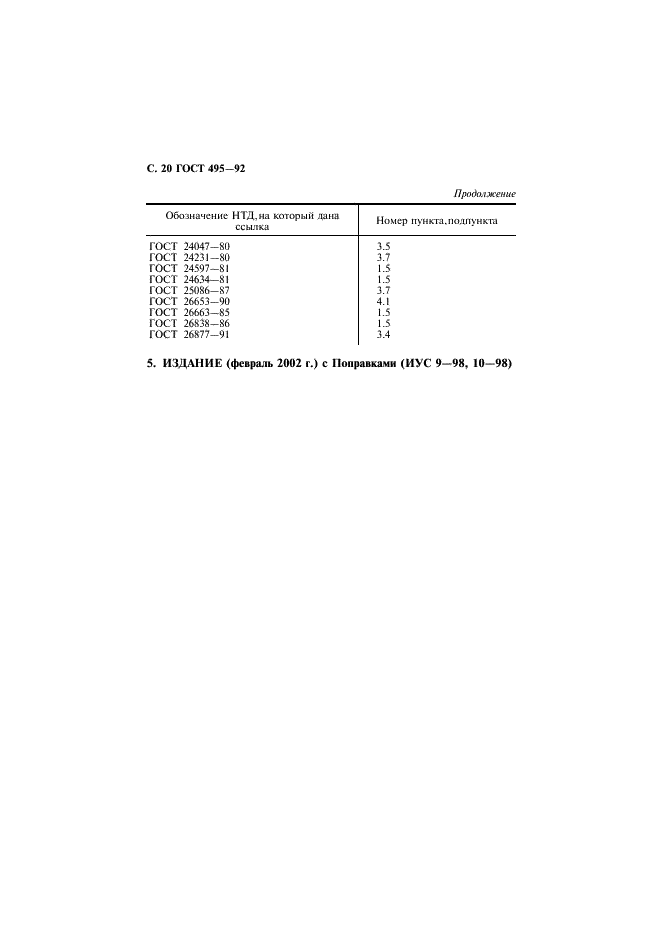 С. 20 ГОСТ 495—92
Продолжение
Обозначение НТД, на который дана
ссылка
Номер пункта, подпункта
ГОСТ 24047—80 3.5
ГОСТ 24231—80 3.7
ГОСТ 24597—81 1.5
ГОСТ 24634—81 1.5
ГОСТ 25086—87 3.7
ГОСТ 26653—90 4.1
ГОСТ 26663—85 1.5
ГОСТ 26838—86 1.5
ГОСТ 26877—91 3.4
5. ИЗДАНИЕ (февраль 2002 г.) с Поправками (ИУС 9—98, 10—98)